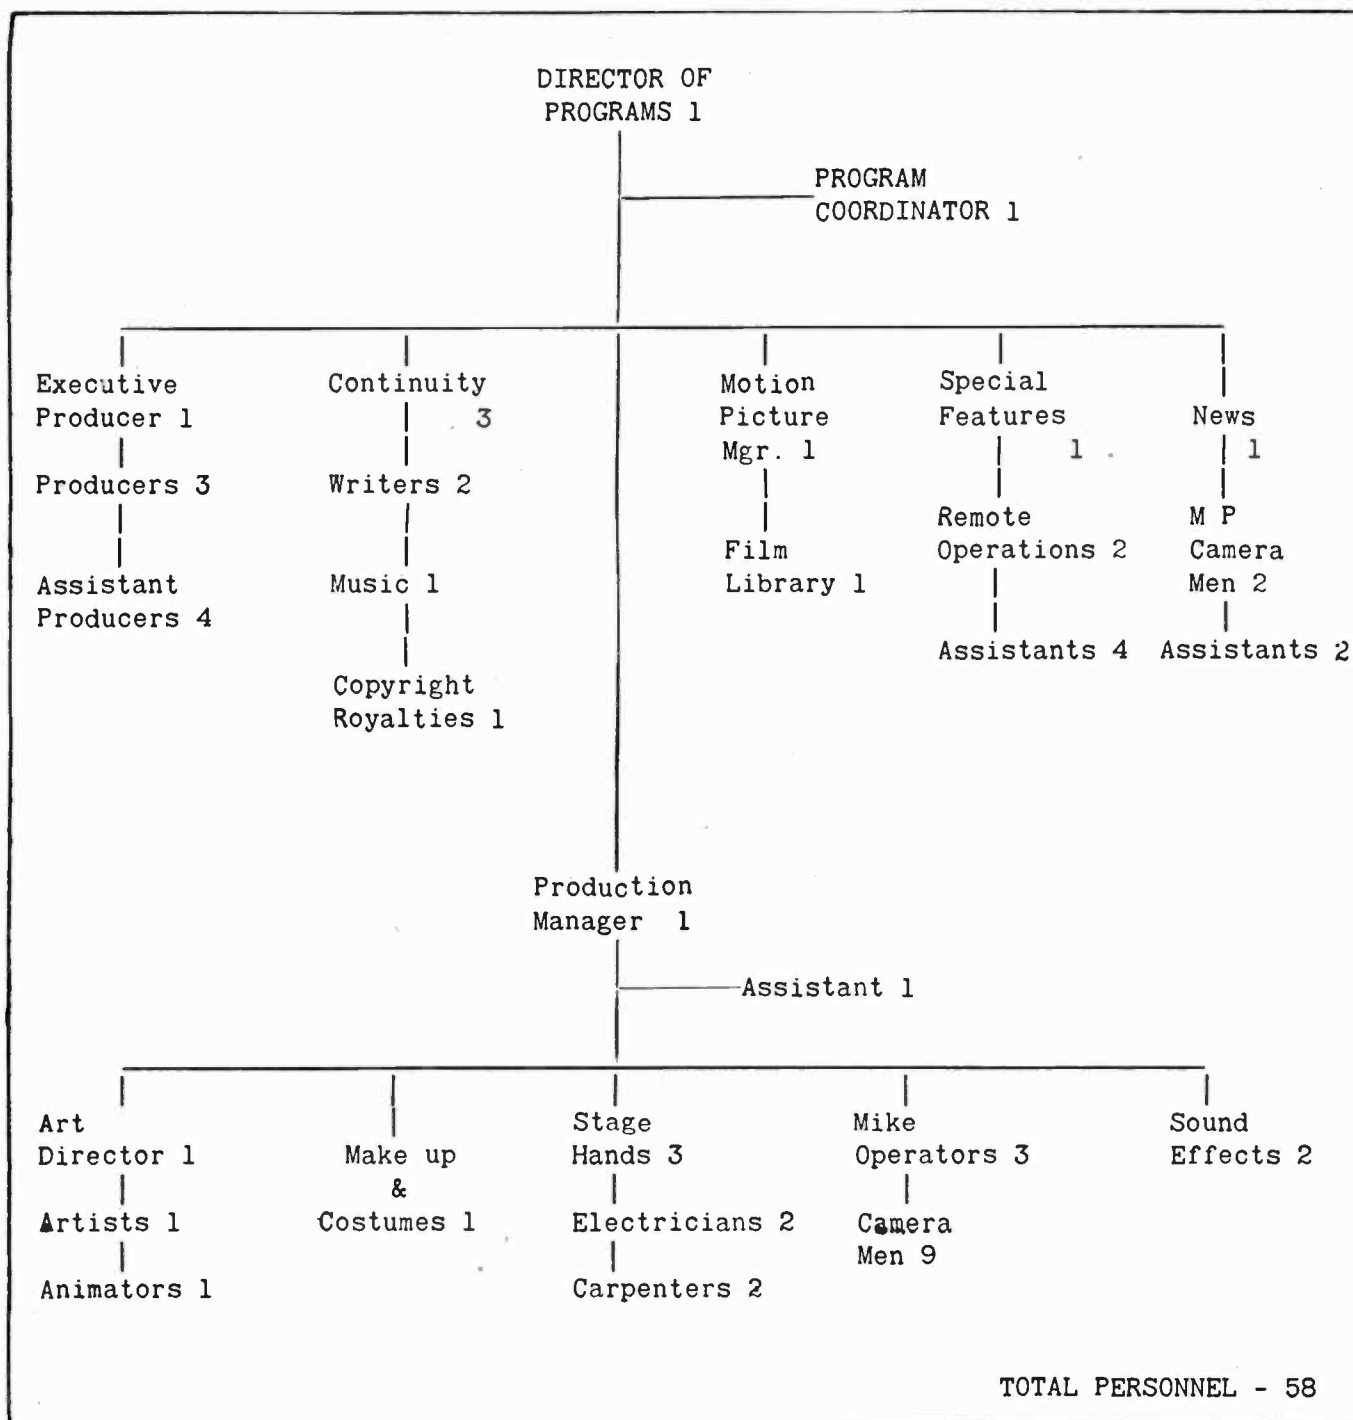 DIRECTOR OF
PROGRAMS 1
PROGRAM
COORDINATOR 1
Executive
Producer 1
Producers 3
Assistant
Producers 4
Continuity
3
Writers 2
Music 1
Copyright
Royalties 1
Motion
Picture
Mgr. 1
Film
Library 1
Special
Features
1
Remote
Operations 2
Assistants 4
News
1
M P
Camera
Men 2
Assistants 2
Production
Manager 1
Assistant 1
Art
Director 1
Artists 1
Animators 1
Make up
&
Costumes 1
Stage
Hands 3
Electricians 2
Carpenters 2
Mike
Operators 3
Camera
Men 9
Sound
Effects 2
TOTAL PERSONNEL - 58